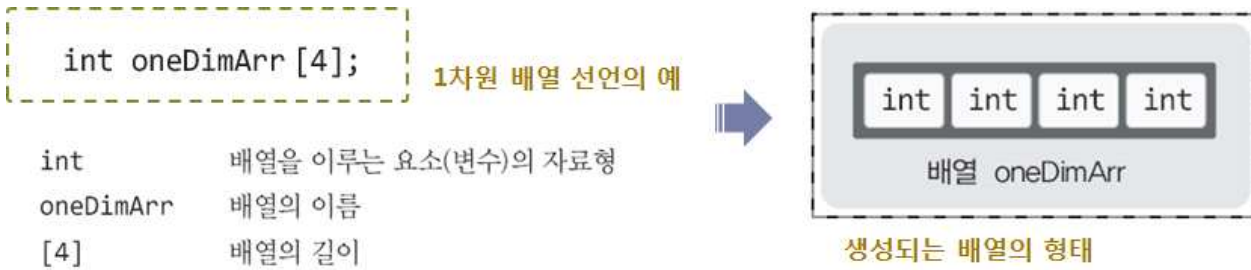 int oneDimArr [4];
1차원 배열 선언의 예
int 배열을 이루는 요소(변수)의 자료형
oneDimArr 배열의 이름
[4] 배열의 길이
int int int int
배열 oneDimArr
생성되는 배열의 형태